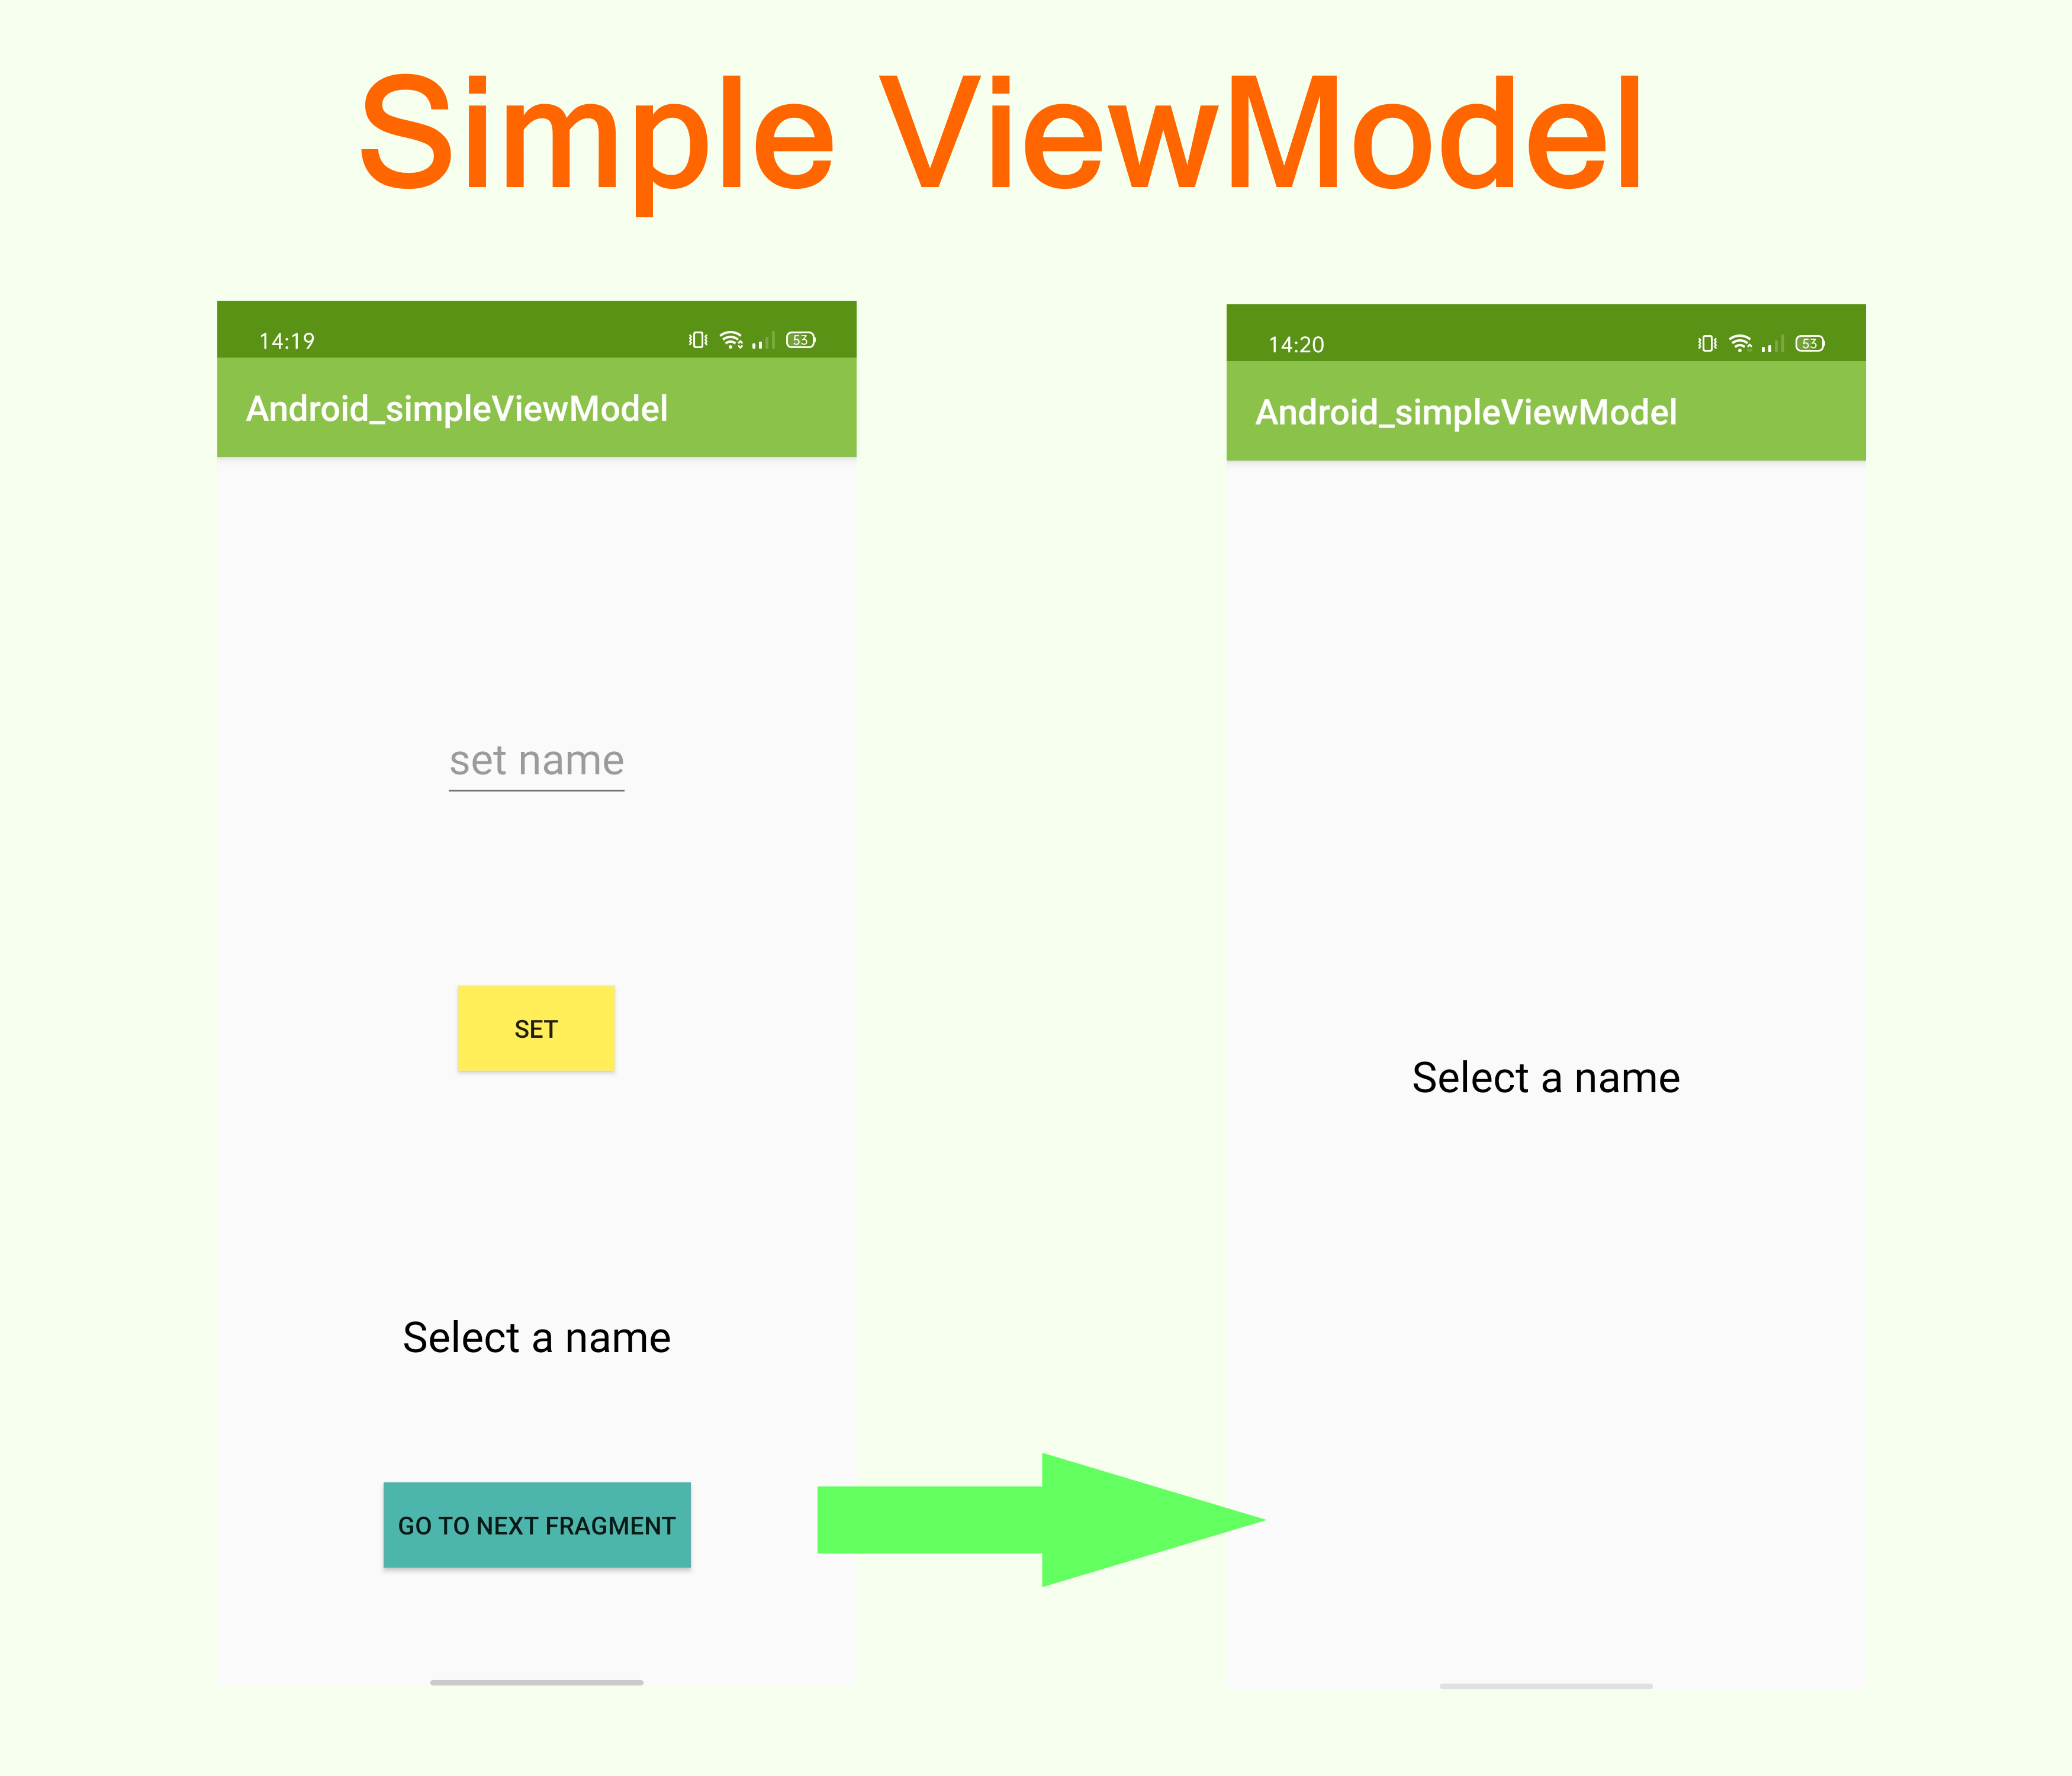 Simple ViewModel
14:19
53
Android_simpleViewModel
set name
SET
Select a name
GO TO NEXT FRAGMENT
14:20
53
Android_simpleViewModel
Select a name